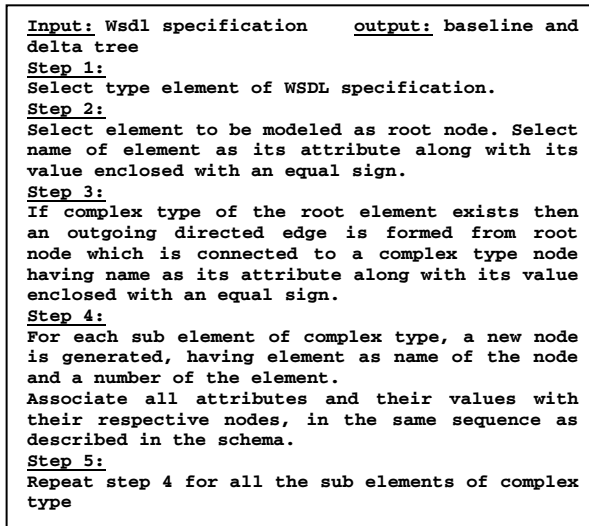 Input: Wsdl specification output: baseline and
delta tree
Step 1:
Select type element of WSDL specification.
Step 2:
Select element to be modeled as root node. Select
name of element as its attribute along with its
value enclosed with an equal sign.
Step 3:
If complex type of the root element exists then
an outgoing directed edge is formed from root
node which is connected to a complex type node
having name as its attribute along with its value
enclosed with an equal sign.
Step 4:
For each sub element of complex type, a new node
is generated, having element as name of the node
and a number of the element.
Associate all attributes and their values with
their respective nodes, in the same sequence as
described in the schema.
Step 5:
Repeat step 4 for all the sub elements of complex
type